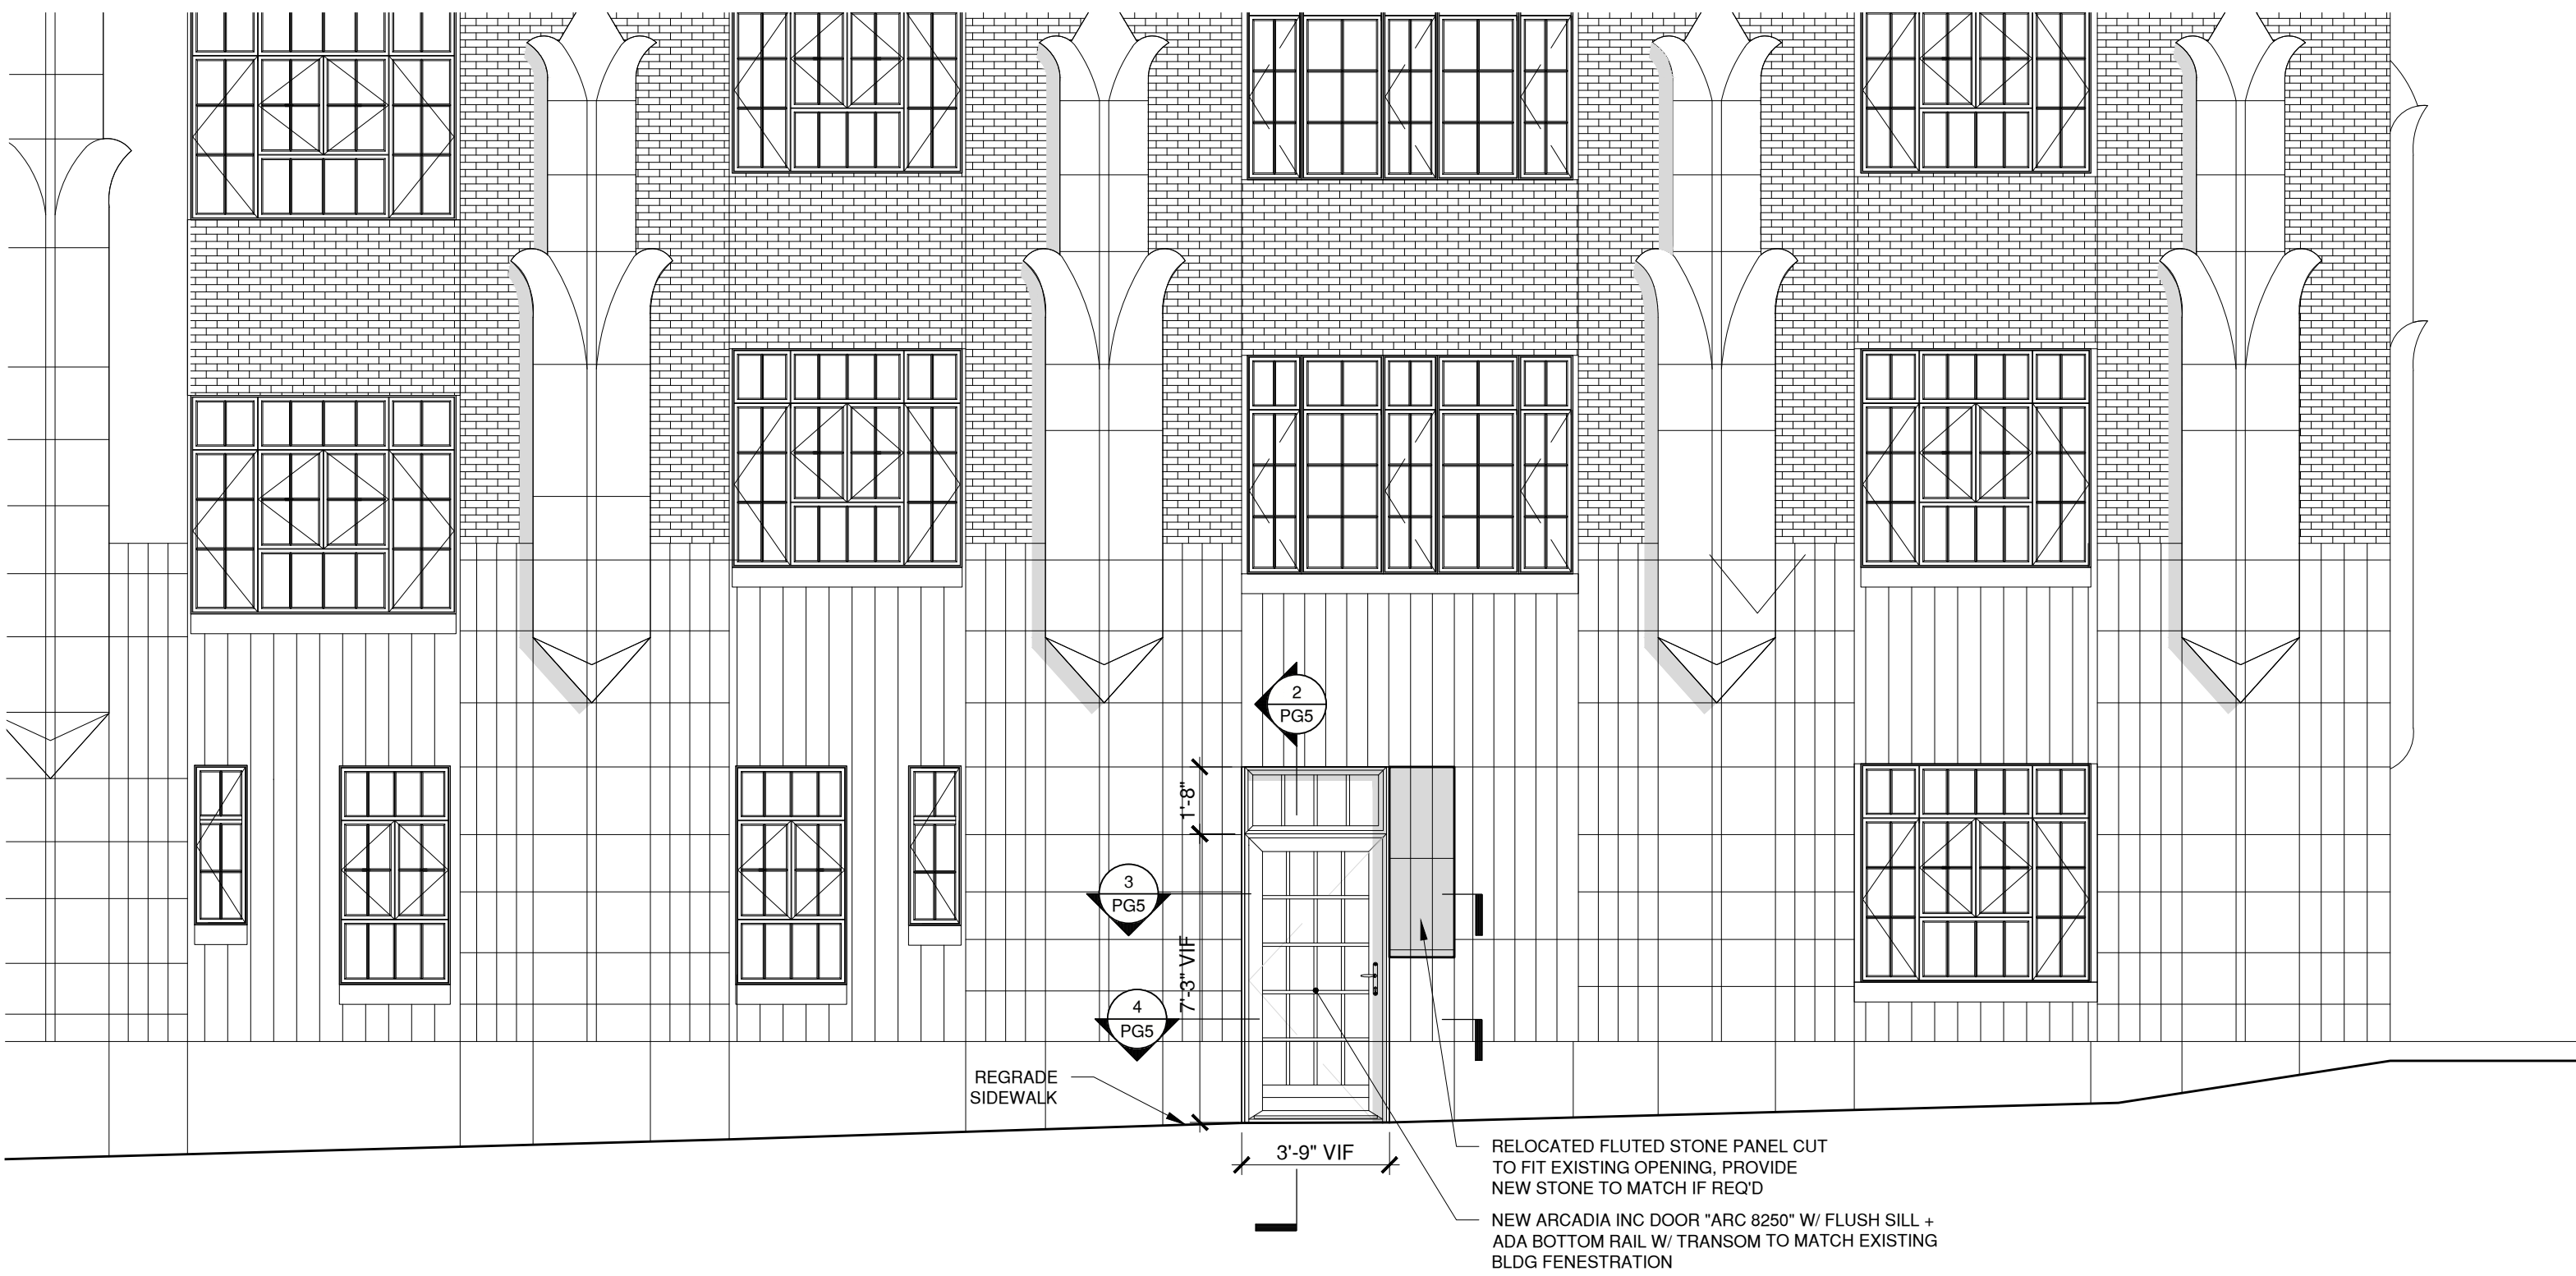 2
PG5
1'-8"
3
PG5
7'-3" VIF
4
PG5
REGRADE
SIDEWALK
3'-9" VIF
RELOCATED FLUTED STONE PANEL CUT
TO FIT EXISTING OPENING, PROVIDE
NEW STONE TO MATCH IF REQ'D
NEW ARCADIA INC DOOR "ARC 8250" W/ FLUSH SILL +
ADA BOTTOM RAIL W/ TRANSOM TO MATCH EXISTING
BLDG FENESTRATION